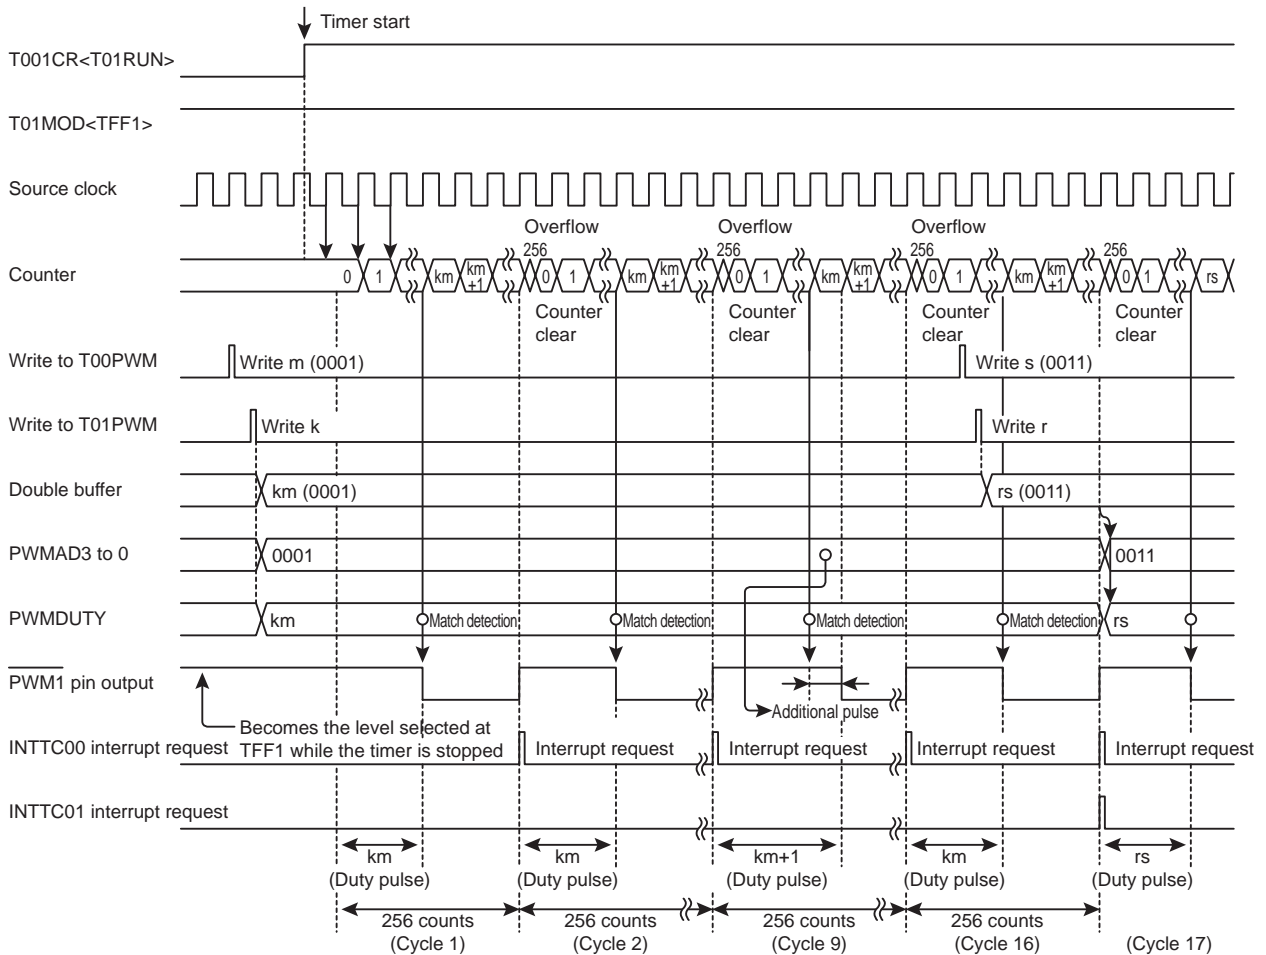 Timer start
T001CR<T01RUN>
T01MOD<TFF1>
Source clock
Overflow Overflow Overflow
256 256 256 256
Counter 0 1 km km +1 0 1 km km +1 0 1 km km +1 0 1 km km +1 0 1 rs
Counter clear Counter clear Counter clear Counter clear
Write to T00PWM Write m (0001) Write s (0011)
Write to T01PWM Write k Write r
Double buffer km (0001) rs (0011)
PWMAD3 to 0 0001 0011
PWMDUTY km Match detection Match detection Match detection Match detection rs
PWM1 pin output
Additional pulse
Becomes the level selected at
TFF1 while the timer is stopped
INTTC00 interrupt request Interrupt request Interrupt request Interrupt request Interrupt request
INTTC01 interrupt request
km km km+1 km rs
(Duty pulse) (Duty pulse) (Duty pulse) (Duty pulse) (Duty pulse)
256 counts 256 counts 256 counts 256 counts
(Cycle 1) (Cycle 2) (Cycle 9) (Cycle 16) (Cycle 17)